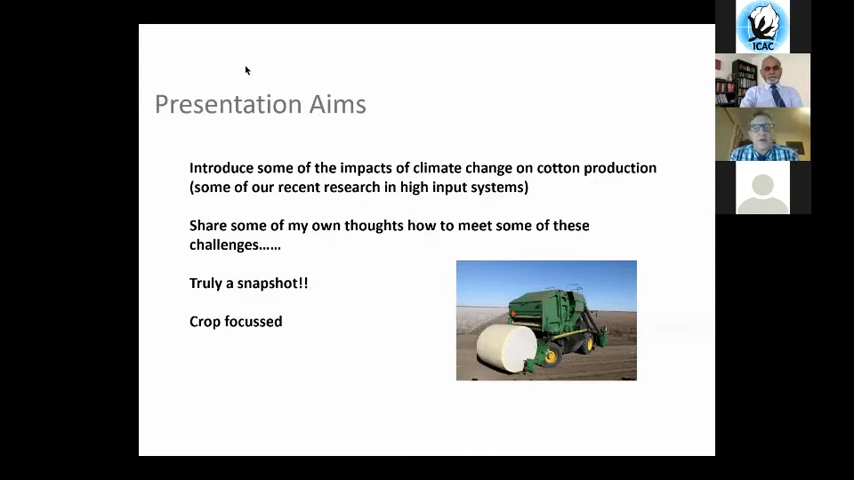 Presentation Aims
Introduce some of the impacts of climate change on cotton production
(some of our recent research in high input systems)
Share some of my own thoughts how to meet some of these
challenges......
Truly a snapshot!!
Crop focussed
ICAC